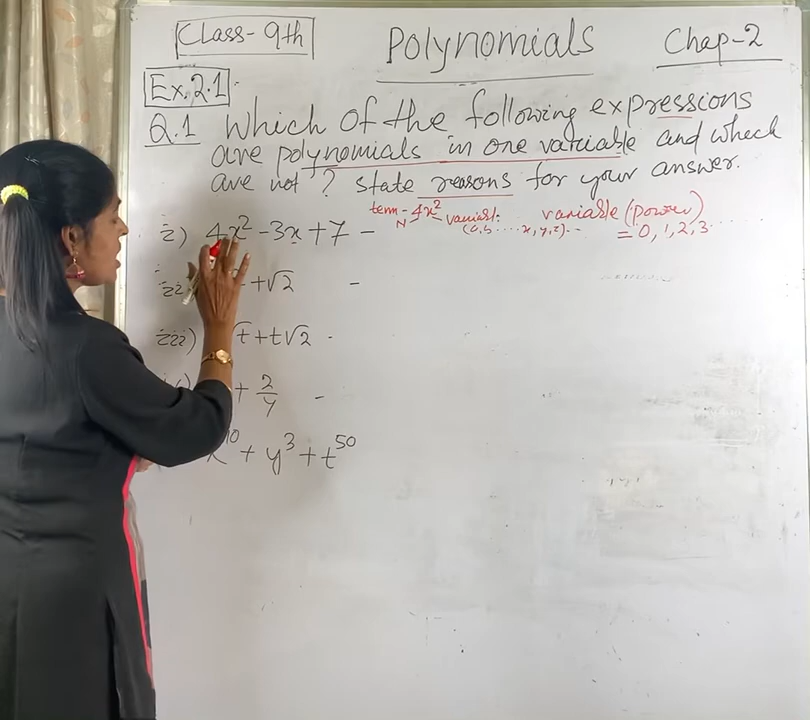 Class-9th
Polynomials
Chap-2
Ex.2.1
Q.1 Which of the following expressions
are polynomials in one variable and which
are not? state reasons for your answer.
term - 4x² variabl: variable (power)
N (a,b.....x,y,z)... = 0,1,2,3.......
i) 4x² - 3x + 7 -
+ √2 -
iii) √t + t√2 -
+ 2/y -
x¹⁰ + y³ + t⁵⁰